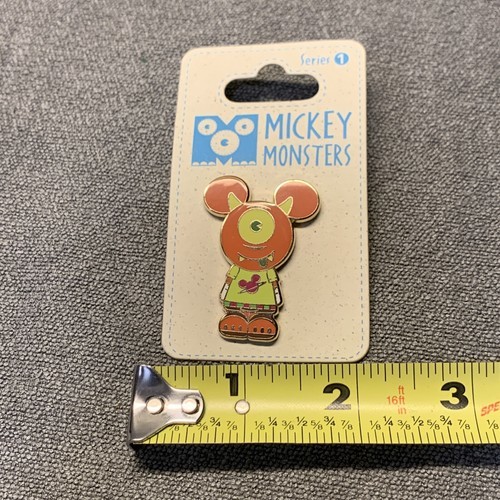 Series 1
MICKEY
MONSTERS
1 2 3
ft
16ft
in